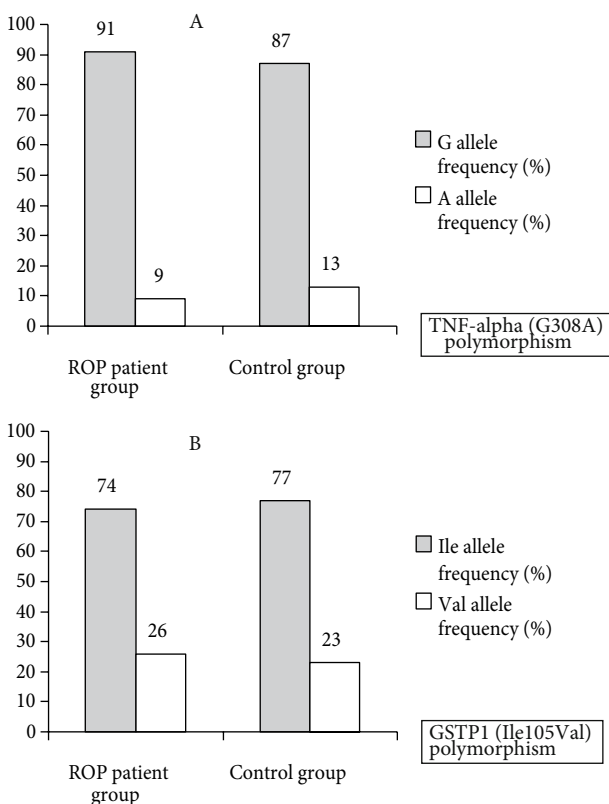 A
100
90
80
70
60
50
40
30
20
10
0
91
9
87
13
ROP patient
group
Control group
G allele
frequency (%)
A allele
frequency (%)
TNF-alpha (G308A)
polymorphism
B
100
90
80
70
60
50
40
30
20
10
0
74
26
77
23
ROP patient
group
Control group
Ile allele
frequency (%)
Val allele
frequency (%)
GSTP1 (Ile105Val)
polymorphism